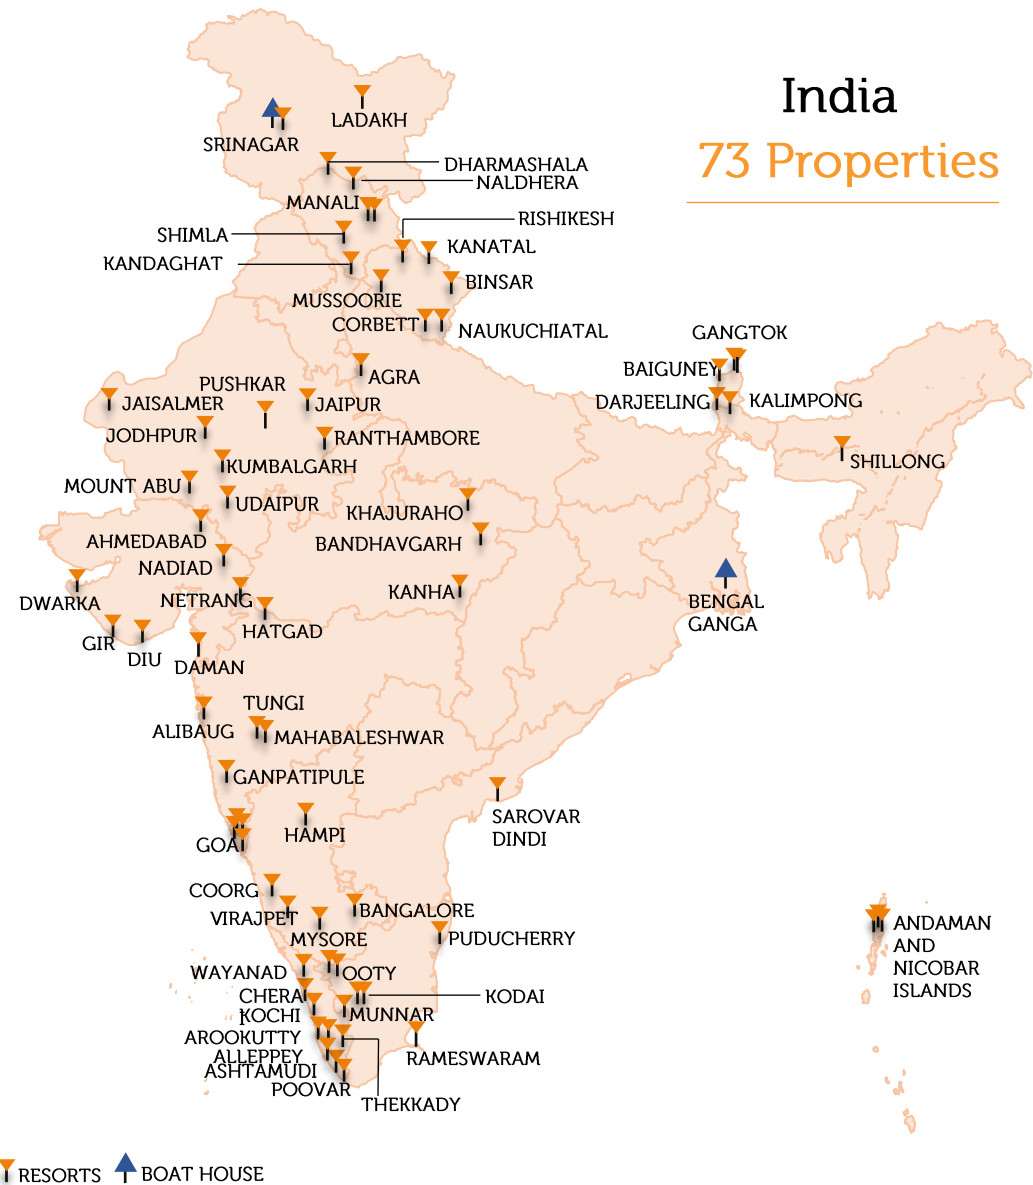 India
73 Properties
LADAKH
SRINAGAR
DHARMASHALA
NALDHERA
MANALI
RISHIKESH
SHIMLA
KANATAL
KANDAGHAT
BINSAR
MUSSOORIE
CORBETT
NAUKUCHIATAL
GANGTOK
BAIGUNEY
AGRA
PUSHKAR
JAISALMER
JAIPUR
DARJEELING
KALIMPONG
JODHPUR
RANTHAMBORE
KUMBALGARH
SHILLONG
MOUNT ABU
UDAIPUR
KHAJURAHO
AHMEDABAD
BANDHAVGARH
NADIAD
KANHA
DWARKA
NETRANG
BENGAL
GANGA
HATGAD
GIR
DIU
DAMAN
TUNGI
ALIBAUG
MAHABALESHWAR
GANPATIPULE
SAROVAR
DINDI
HAMPI
GOA
COORG
VIRAJPET
BANGALORE
MYSORE
PUDUCHERRY
ANDAMAN
AND
NICOBAR
ISLANDS
WAYANAD
OOTY
CHERAI
KODAI
KOCHI
MUNNAR
AROOKUTTY
ALLEPPEY
RAMESWARAM
ASHTAMUDI
POOVAR
THEKKADY
RESORTS
BOAT HOUSE